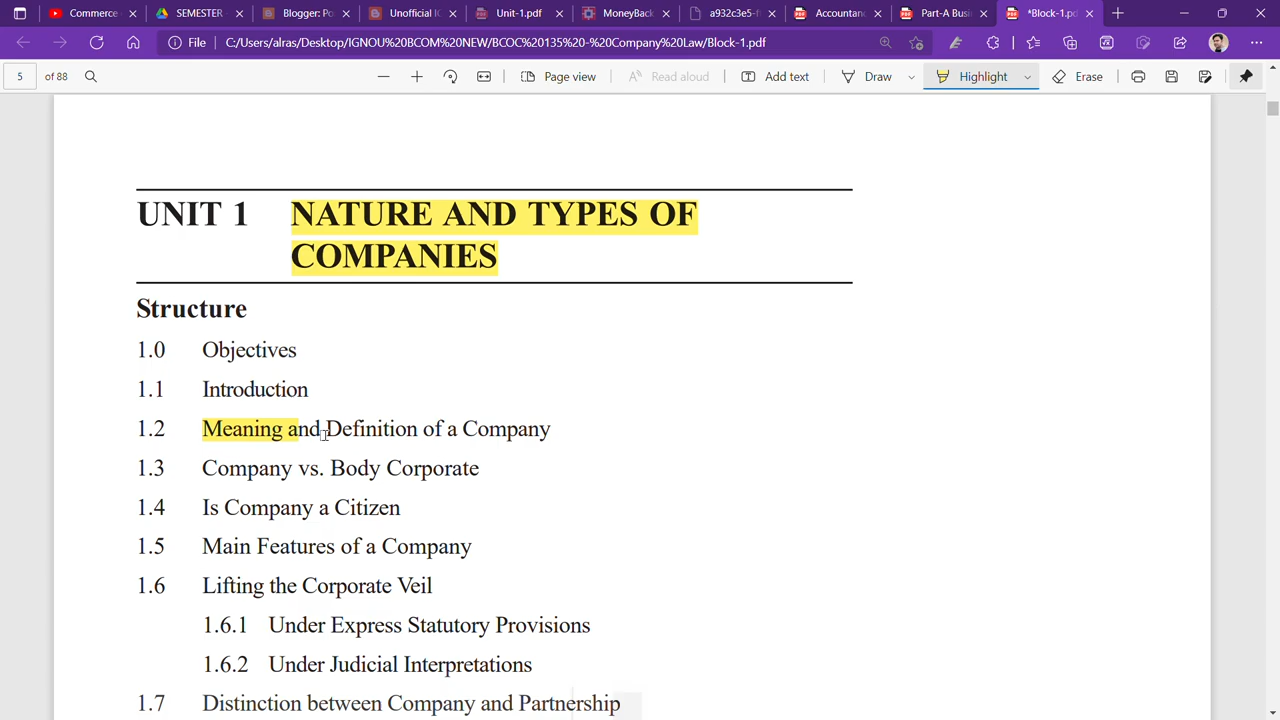 Commerce
SEMESTER-
Blogger Po
Unofficial IG
Unit-1.pdf
MoneyBack
a932c3e5-f
Accountanc
Part-A Busi
*Block-1.pd
File C:/Users/alras/Desktop/IGNOU%20BCOM%20NEW/BCOC%20135%20-%20Company%20Law/Block-1.pdf
5 of 88 Page view Read aloud Add text Draw Highlight Erase
UNIT 1 NATURE AND TYPES OF
COMPANIES
Structure
1.0 Objectives
1.1 Introduction
1.2 Meaning and Definition of a Company
1.3 Company vs. Body Corporate
1.4 Is Company a Citizen
1.5 Main Features of a Company
1.6 Lifting the Corporate Veil
1.6.1 Under Express Statutory Provisions
1.6.2 Under Judicial Interpretations
1.7 Distinction between Company and Partnership